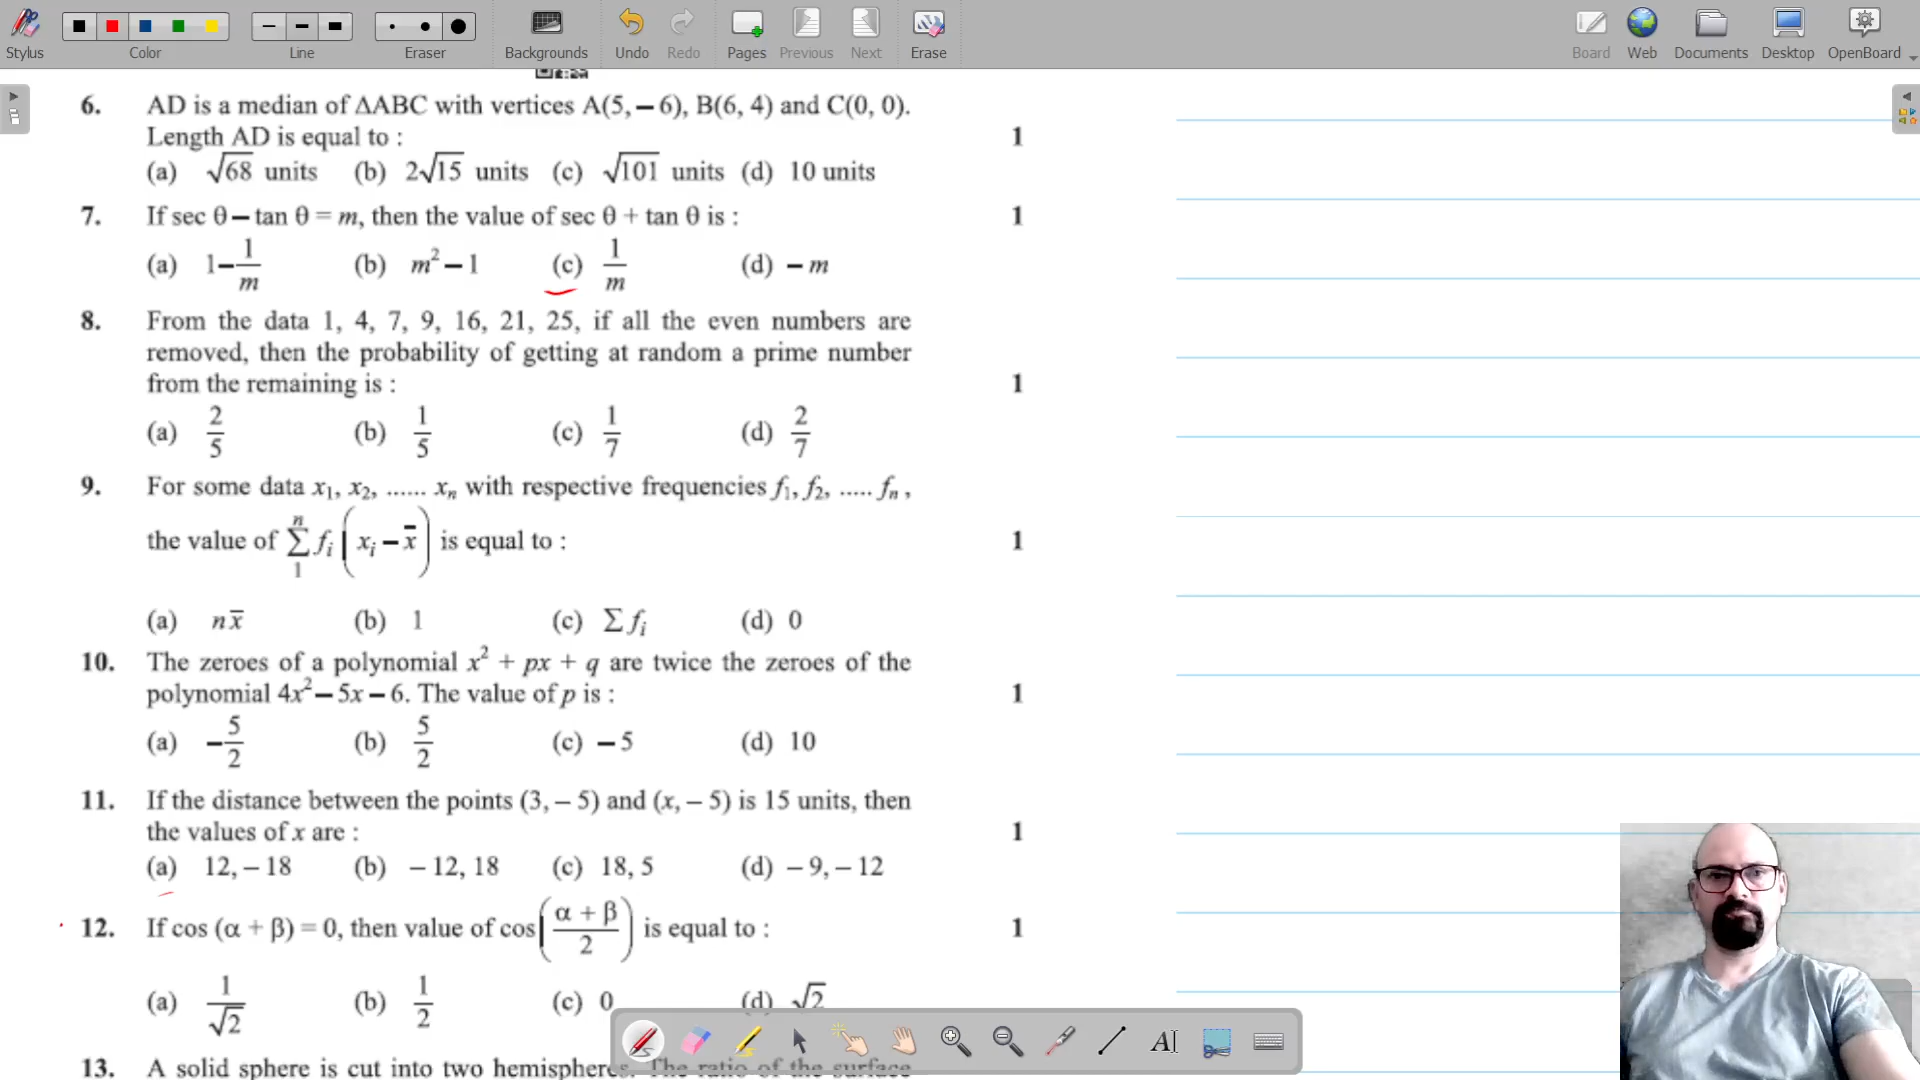 Stylus Color Line Eraser Backgrounds Undo Redo Pages Previous Next Erase Board Web Documents Desktop OpenBoard
6. AD is a median of ΔABC with vertices A(5, – 6), B(6, 4) and C(0, 0).
Length AD is equal to : 1
(a) √68 units (b) 2√15 units (c) √101 units (d) 10 units
7. If sec θ – tan θ = m, then the value of sec θ + tan θ is : 1
(a) 1 – 1/m (b) m² – 1 (c) 1/m (d) – m
8. From the data 1, 4, 7, 9, 16, 21, 25, if all the even numbers are
removed, then the probability of getting at random a prime number
from the remaining is : 1
(a) 2/5 (b) 1/5 (c) 1/7 (d) 2/7
9. For some data x₁, x₂, ...... xₙ with respective frequencies f₁, f₂, ..... fₙ ,
the value of Σ₁ⁿ fᵢ (xᵢ – x̄) is equal to : 1
(a) n x̄ (b) 1 (c) Σ fᵢ (d) 0
10. The zeroes of a polynomial x² + px + q are twice the zeroes of the
polynomial 4x² – 5x – 6. The value of p is : 1
(a) – 5/2 (b) 5/2 (c) – 5 (d) 10
11. If the distance between the points (3, – 5) and (x, – 5) is 15 units, then
the values of x are : 1
(a) 12, – 18 (b) – 12, 18 (c) 18, 5 (d) – 9, – 12
12. If cos (α + β) = 0, then value of cos ((α + β)/2) is equal to : 1
(a) 1/√2 (b) 1/2 (c) 0 (d) √2
13. A solid sphere is cut into two hemispheres. The ratio of the surface